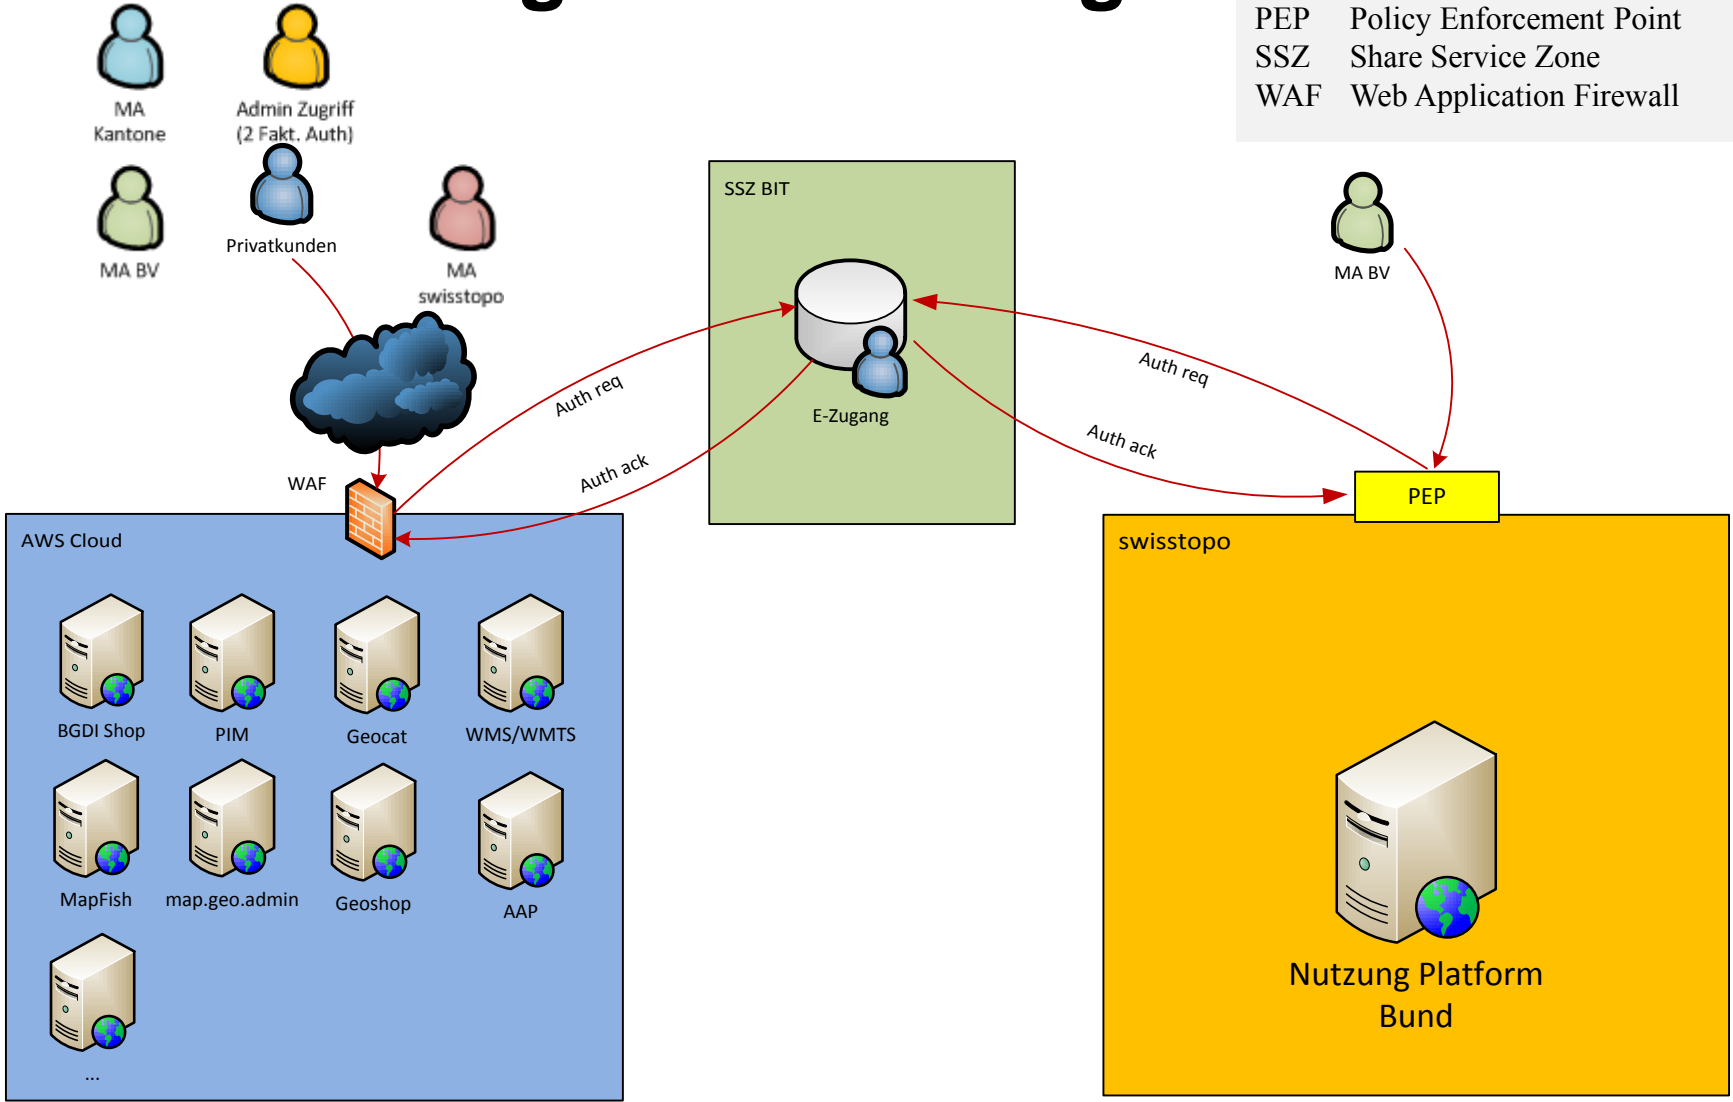 PEP Policy Enforcement Point
SSZ Share Service Zone
WAF Web Application Firewall
MA
Kantone
Admin Zugriff
(2 Fakt. Auth)
MA BV
Privatkunden
MA
swisstopo
SSZ BIT
E-Zugang
MA BV
Auth req
Auth ack
Auth req
Auth ack
WAF
PEP
AWS Cloud
swisstopo
BGDI Shop
PIM
Geocat
WMS/WMTS
MapFish
map.geo.admin
Geoshop
AAP
...
Nutzung Platform
Bund